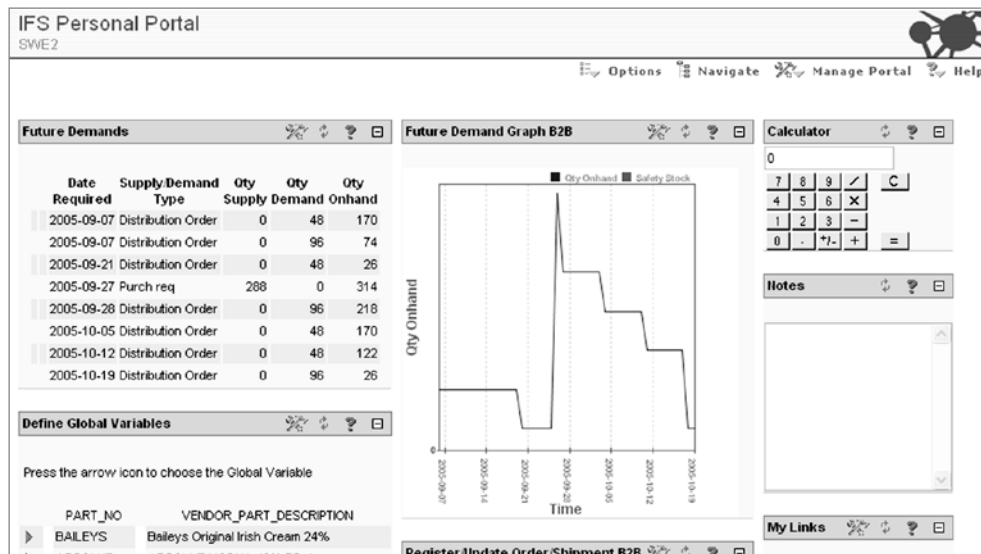 IFS Personal Portal
SWE2
Options Navigate Manage Portal Help
Future Demands
Date Required Supply/Demand Type Qty Supply Qty Demand Qty Onhand
2005-09-07 Distribution Order 0 48 170
2005-09-07 Distribution Order 0 96 74
2005-09-21 Distribution Order 0 48 26
2005-09-27 Purch req 288 0 314
2005-09-28 Distribution Order 0 96 218
2005-10-05 Distribution Order 0 48 170
2005-10-12 Distribution Order 0 48 122
2005-10-19 Distribution Order 0 96 26
Define Global Variables
Press the arrow icon to choose the Global Variable
PART_NO VENDOR_PART_DESCRIPTION
BAILEYS Baileys Original Irish Cream 24%
Future Demand Graph B2B
Qty Onhand Safety Stock
Qty Onhand
0
2005-09-07 2005-09-14 2005-09-21 2005-09-28 2005-10-05 2005-10-12 2005-10-19
Time
Register/Update Order/Shipment B2B
Calculator
0
7 8 9 / C
4 5 6 X
1 2 3 -
0 . +/- + =
Notes
My Links